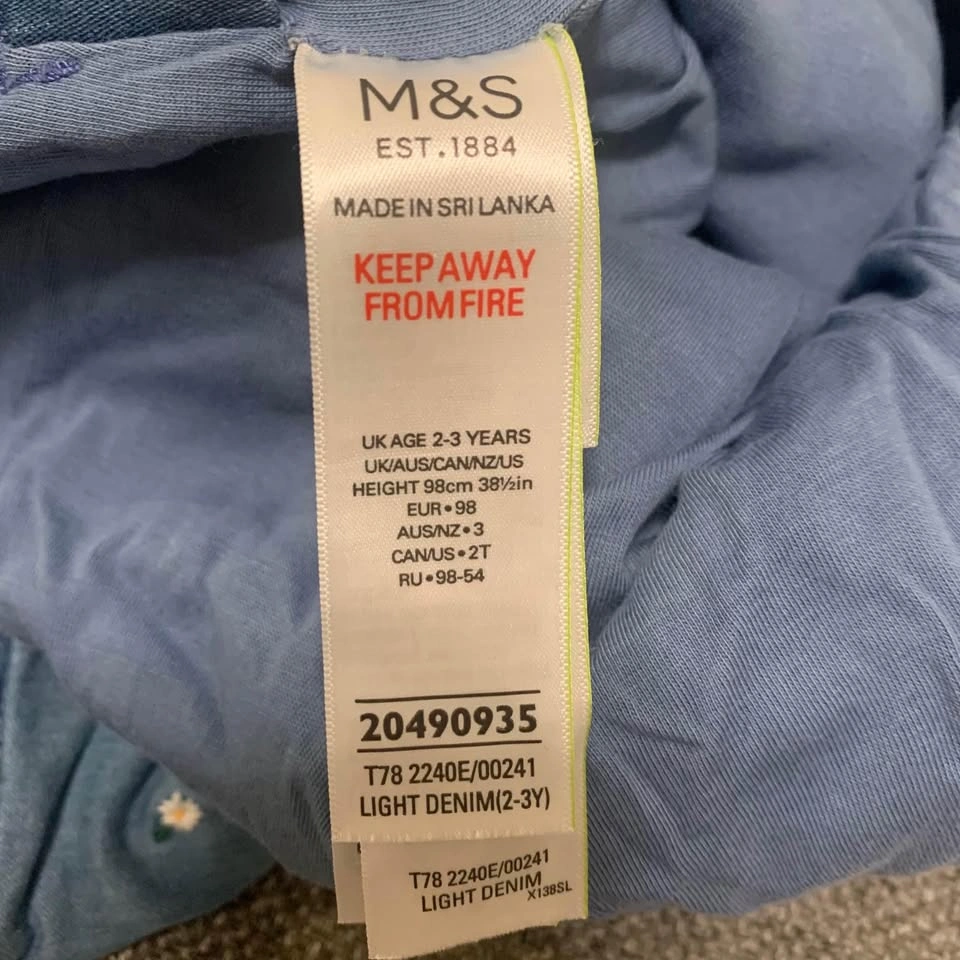 M&S
EST.1884
MADE IN SRI LANKA
KEEP AWAY
FROM FIRE
UK AGE 2-3 YEARS
UK/AUS/CAN/NZ/US
HEIGHT 98cm 38½in
EUR•98
AUS/NZ•3
CAN/US•2T
RU•98-54
20490935
T78 2240E/00241
LIGHT DENIM(2-3Y)
T78 2240E/00241
LIGHT DENIM
X138SL